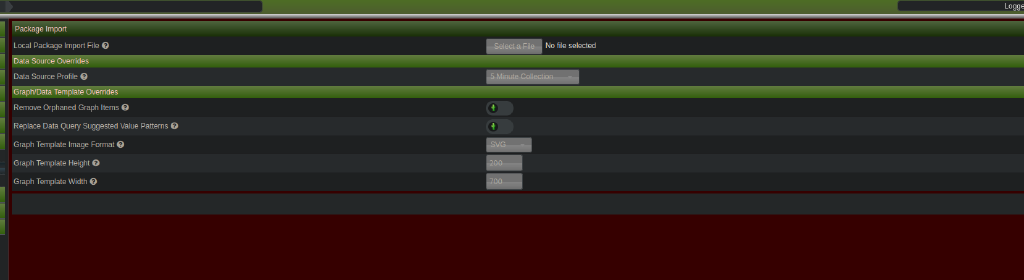 Logge
Package Import
Local Package Import File
Select a File No file selected
Data Source Overrides
Data Source Profile
5 Minute Collection
Graph/Data Template Overrides
Remove Orphaned Graph Items
Replace Data Query Suggested Value Patterns
Graph Template Image Format
SVG
Graph Template Height
200
Graph Template Width
700